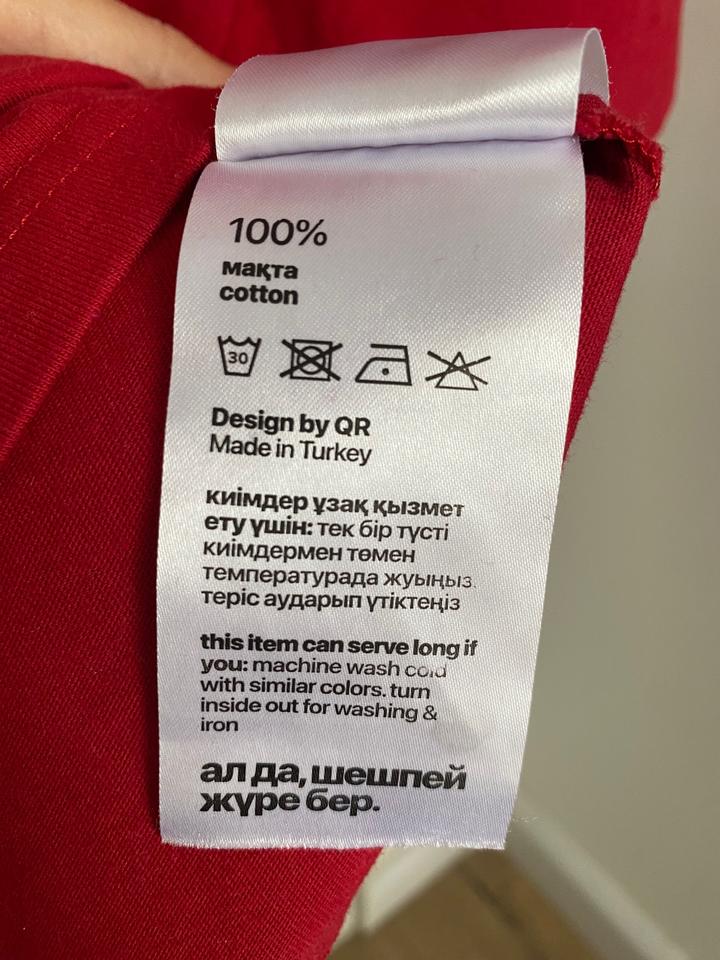 100%
мақта
cotton
30
Design by QR
Made in Turkey
киімдер ұзақ қызмет
ету үшін: тек бір түсті
киімдермен төмен
температурада жуыңыз.
теріс аударып үтіктеңіз
this item can serve long if
you: machine wash cold
with similar colors. turn
inside out for washing &
iron
ал да, шешпей
жүре бер.